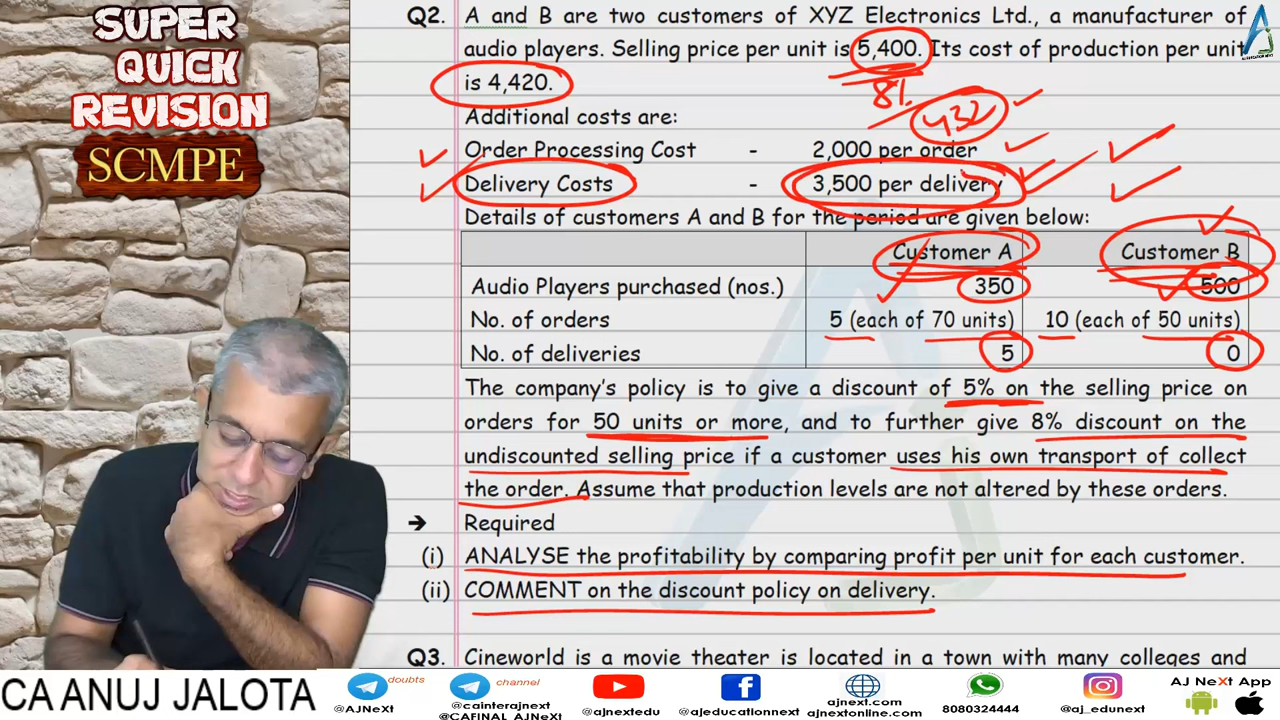 SUPER
QUICK
REVISION
SCMPE
Q2. A and B are two customers of XYZ Electronics Ltd., a manufacturer of
audio players. Selling price per unit is 5,400. Its cost of production per unit
is 4,420.
8%
432
Additional costs are:
Order Processing Cost - 2,000 per order
Delivery Costs - 3,500 per delivery
Details of customers A and B for the period are given below:
Customer A Customer B
Audio Players purchased (nos.) 350 500
No. of orders 5 (each of 70 units) 10 (each of 50 units)
No. of deliveries 5 0
The company's policy is to give a discount of 5% on the selling price on
orders for 50 units or more, and to further give 8% discount on the
undiscounted selling price if a customer uses his own transport of collect
the order. Assume that production levels are not altered by these orders.
→ Required
(i) ANALYSE the profitability by comparing profit per unit for each customer.
(ii) COMMENT on the discount policy on delivery.
Q3. Cineworld is a movie theater is located in a town with many colleges and
CA ANUJ JALOTA
doubts
@AJNeXt
channel
@cainterajnext
@CAFINAL_AJNeXt
@ajnextedu
@ajeducationnext
ajnext.com
ajnextonline.com
8080324444
@aj_edunext
AJ NeXt App